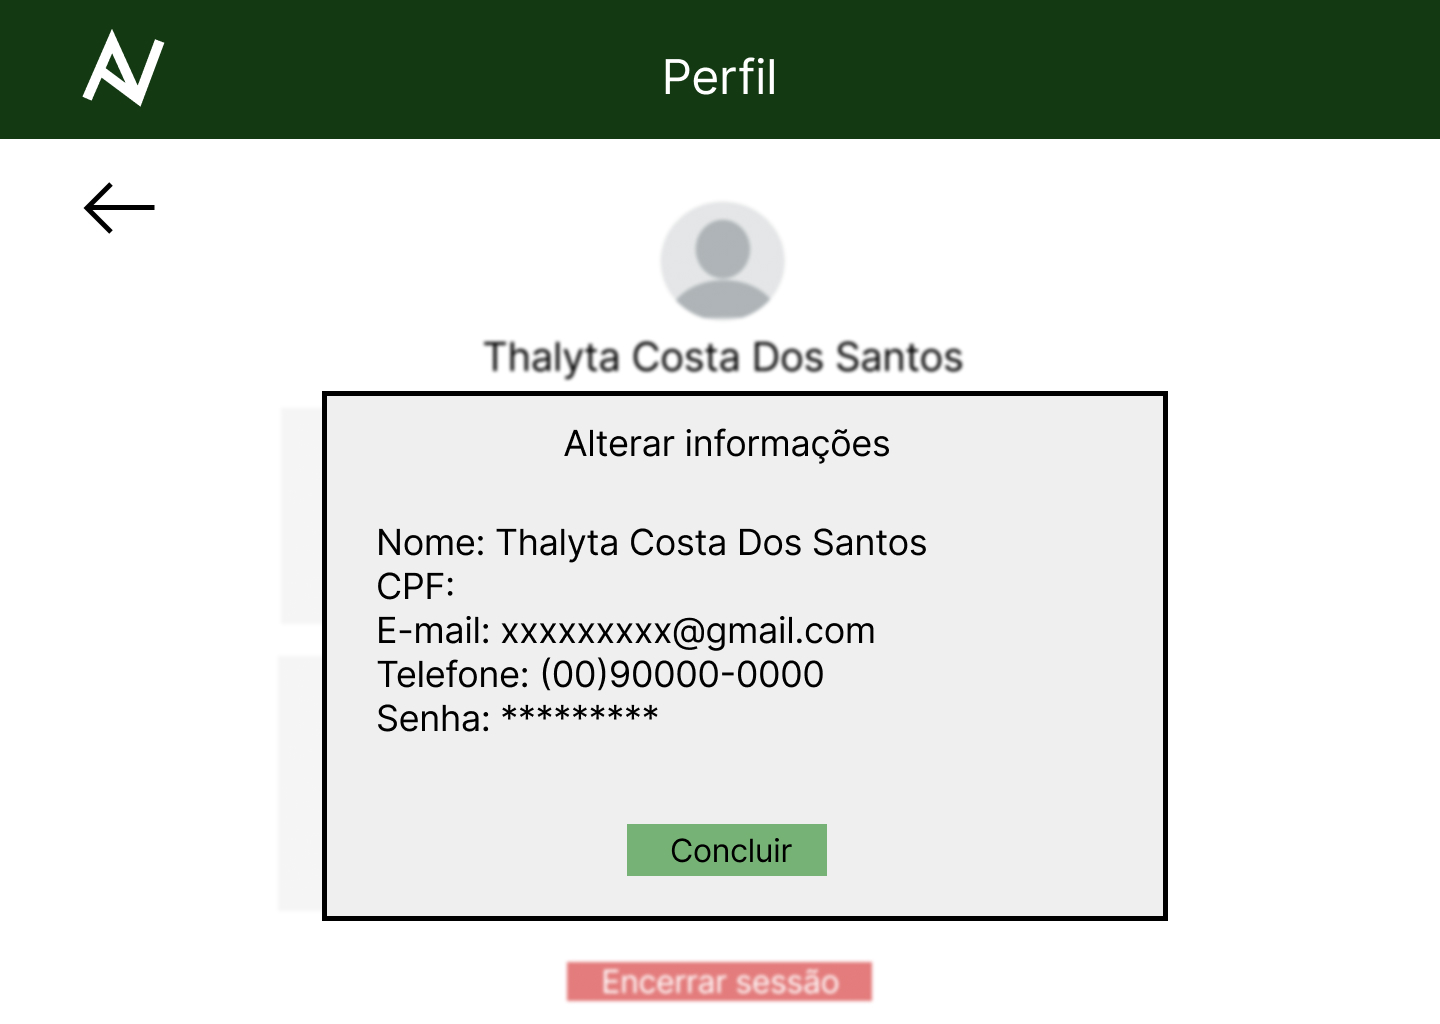 Perfil
Thalyta Costa Dos Santos
Alterar informações
Nome: Thalyta Costa Dos Santos
CPF:
E-mail: xxxxxxxxx@gmail.com
Telefone: (00)90000-0000
Senha: *********
Concluir
Encerrar sessão